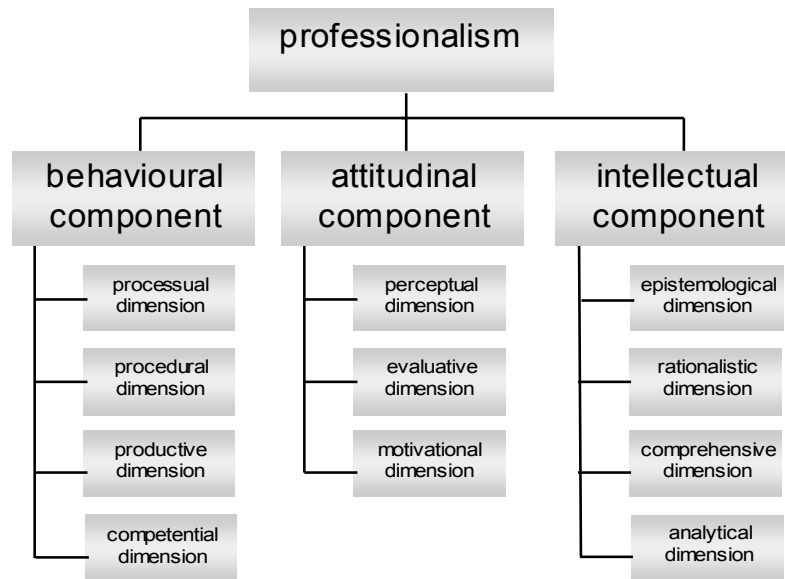 professionalism
behavioural
component
processual
dimension
procedural
dimension
productive
dimension
competential
dimension
attitudinal
component
perceptual
dimension
evaluative
dimension
motivational
dimension
intellectual
component
epistemological
dimension
rationalistic
dimension
comprehensive
dimension
analytical
dimension